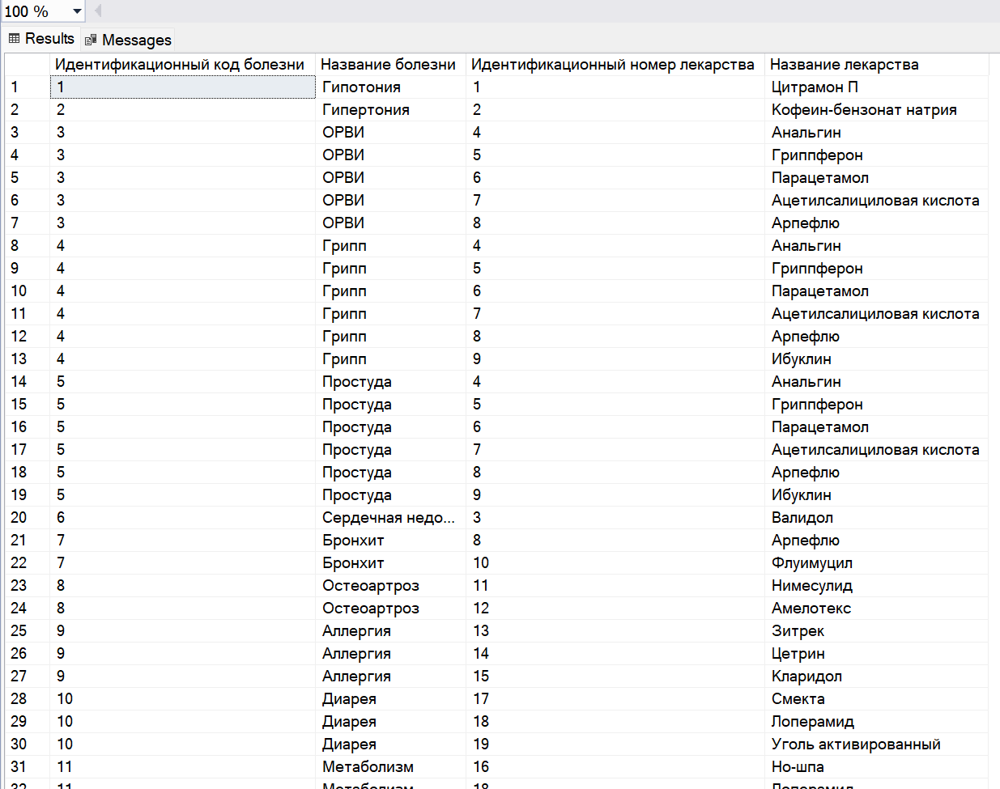 100 %
Results Messages
Идентификационный код болезни Название болезни Идентификационный номер лекарства Название лекарства
1 1 Гипотония 1 Цитрамон П
2 2 Гипертония 2 Кофеин-бензонат натрия
3 3 ОРВИ 4 Анальгин
4 3 ОРВИ 5 Гриппферон
5 3 ОРВИ 6 Парацетамол
6 3 ОРВИ 7 Ацетилсалициловая кислота
7 3 ОРВИ 8 Арпефлю
8 4 Грипп 4 Анальгин
9 4 Грипп 5 Гриппферон
10 4 Грипп 6 Парацетамол
11 4 Грипп 7 Ацетилсалициловая кислота
12 4 Грипп 8 Арпефлю
13 4 Грипп 9 Ибуклин
14 5 Простуда 4 Анальгин
15 5 Простуда 5 Гриппферон
16 5 Простуда 6 Парацетамол
17 5 Простуда 7 Ацетилсалициловая кислота
18 5 Простуда 8 Арпефлю
19 5 Простуда 9 Ибуклин
20 6 Сердечная недо... 3 Валидол
21 7 Бронхит 8 Арпефлю
22 7 Бронхит 10 Флуимуцил
23 8 Остеоартроз 11 Нимесулид
24 8 Остеоартроз 12 Амелотекс
25 9 Аллергия 13 Зитрек
26 9 Аллергия 14 Цетрин
27 9 Аллергия 15 Кларидол
28 10 Диарея 17 Смекта
29 10 Диарея 18 Лоперамид
30 10 Диарея 19 Уголь активированный
31 11 Метаболизм 16 Но-шпа
32 11 Метаболизм 18 Лоперамид